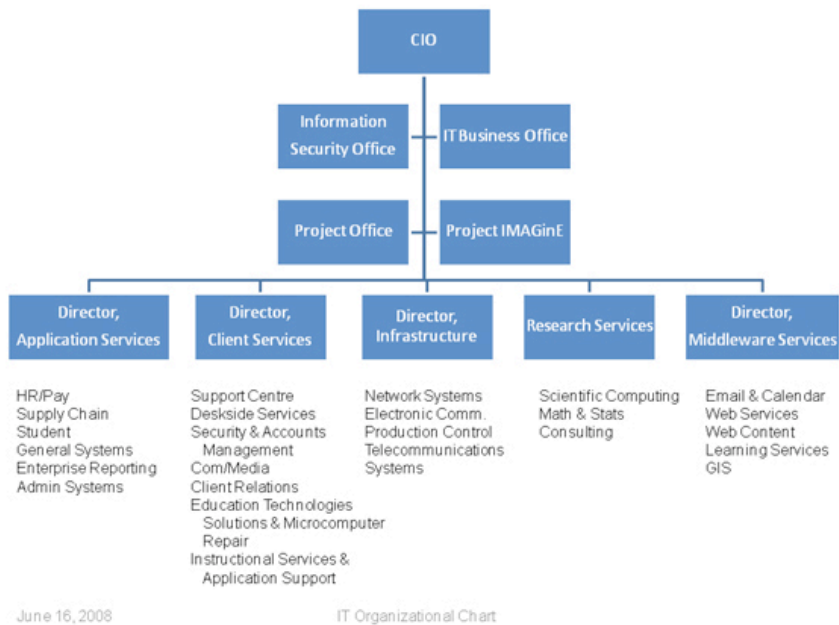 CIO
Information
Security Office
IT Business Office
Project Office
Project IMAGinE
Director,
Application Services
Director,
Client Services
Director,
Infrastructure
Research Services
Director,
Middleware Services
HR/Pay
Supply Chain
Student
General Systems
Enterprise Reporting
Admin Systems
Support Centre
Deskside Services
Security & Accounts
Management
Com/Media
Client Relations
Education Technologies
Solutions & Microcomputer
Repair
Instructional Services &
Application Support
Network Systems
Electronic Comm.
Production Control
Telecommunications
Systems
Scientific Computing
Math & Stats
Consulting
Email & Calendar
Web Services
Web Content
Learning Services
GIS
June 16, 2008
IT Organizational Chart